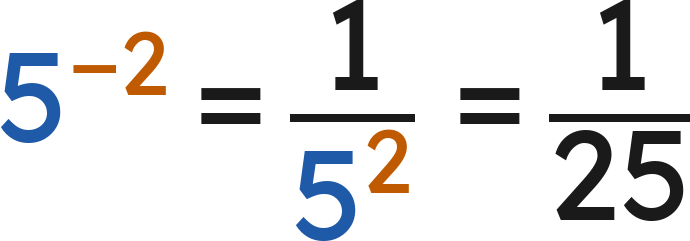 5⁻² = 1/5² = 1/25